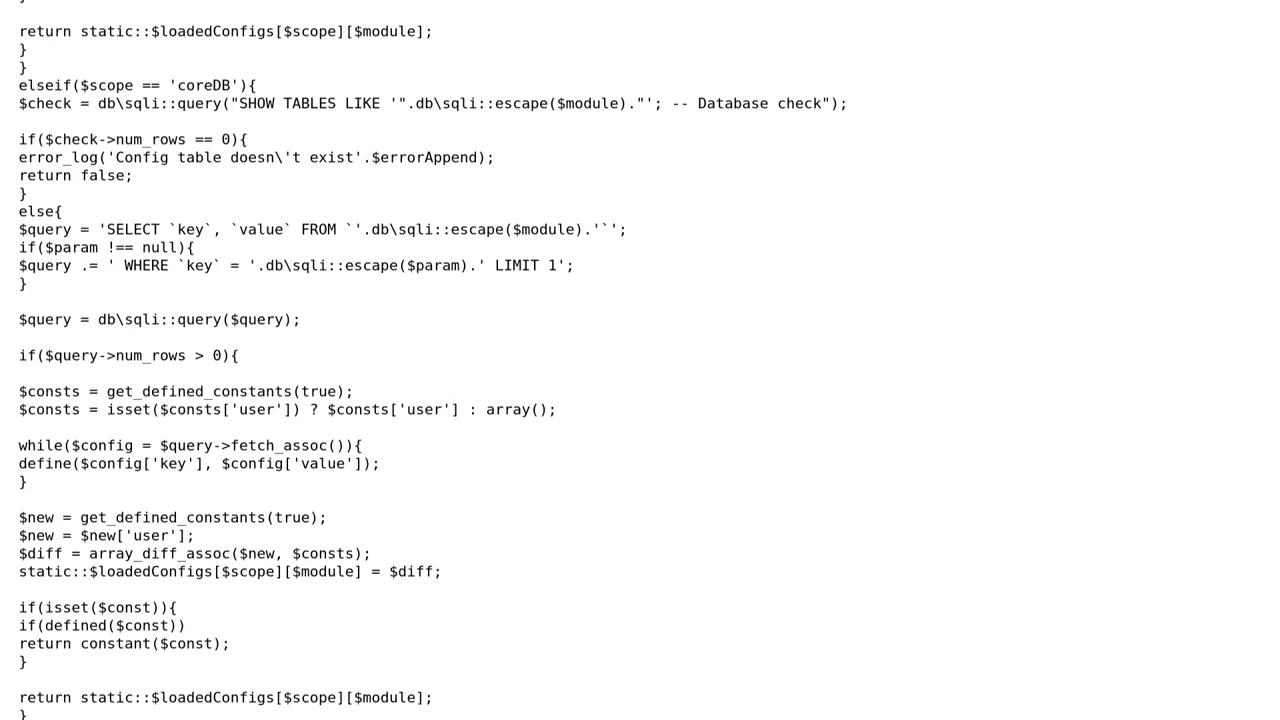 }
return static::$loadedConfigs[$scope][$module];
}
}
elseif($scope == 'coreDB'){
$check = db\sqli::query("SHOW TABLES LIKE '".db\sqli::escape($module)."'; -- Database check");
if($check->num_rows == 0){
error_log('Config table doesn\'t exist'.$errorAppend);
return false;
}
else{
$query = 'SELECT `key`, `value` FROM `'.db\sqli::escape($module).'`';
if($param !== null){
$query .= ' WHERE `key` = '.db\sqli::escape($param).' LIMIT 1';
}
$query = db\sqli::query($query);
if($query->num_rows > 0){
$consts = get_defined_constants(true);
$consts = isset($consts['user']) ? $consts['user'] : array();
while($config = $query->fetch_assoc()){
define($config['key'], $config['value']);
}
$new = get_defined_constants(true);
$new = $new['user'];
$diff = array_diff_assoc($new, $consts);
static::$loadedConfigs[$scope][$module] = $diff;
if(isset($const)){
if(defined($const))
return constant($const);
}
return static::$loadedConfigs[$scope][$module];
}